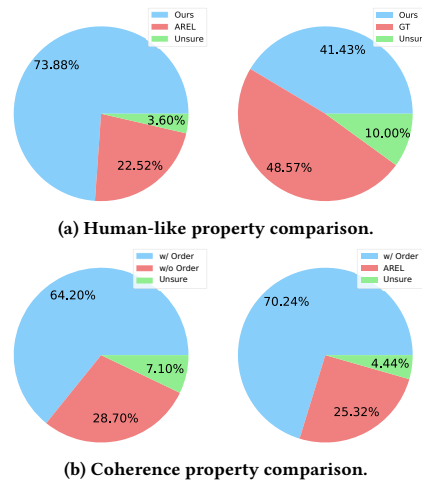 Ours
AREL
Unsure
73.88%
3.60%
22.52%
Ours
GT
Unsure
41.43%
10.00%
48.57%
(a) Human-like property comparison.
w/ Order
w/o Order
Unsure
64.20%
7.10%
28.70%
w/ Order
AREL
Unsure
70.24%
4.44%
25.32%
(b) Coherence property comparison.